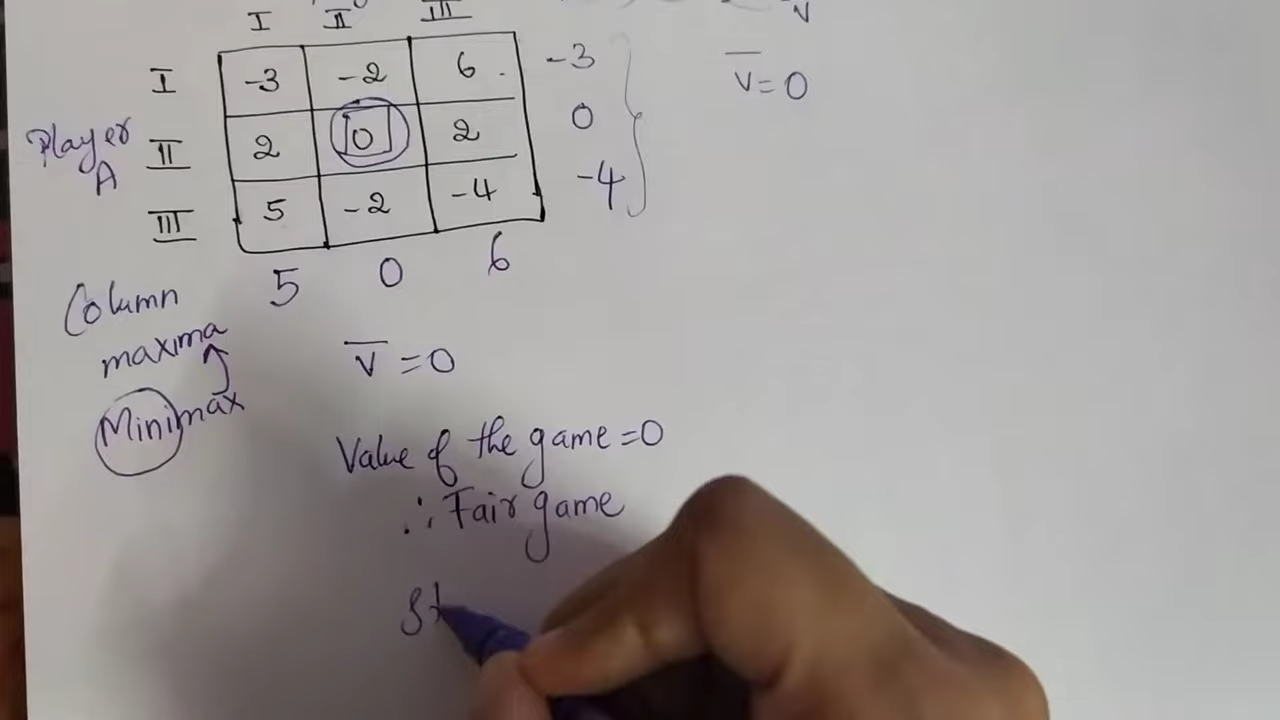 I II III
I -3 -2 6 -3
V = 0
Player A
II 2 0 2 0
III 5 -2 -4 -4
5 0 6
Column
maxima
Minimax
V = 0
Value of the game = 0
∴ Fair game
St